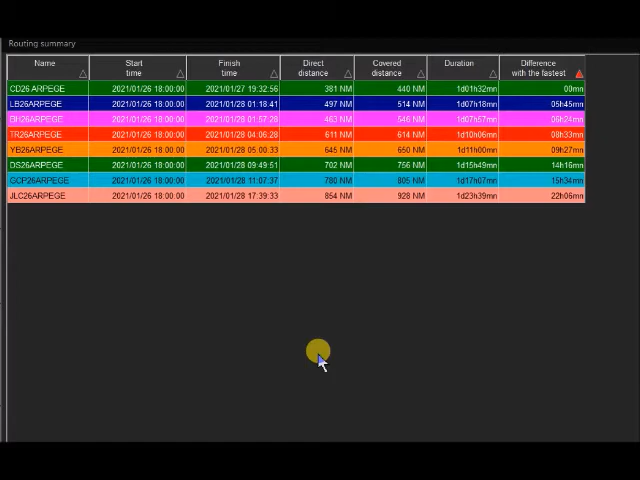 Routing summary
Name Start time Finish time Direct distance Covered distance Duration Difference with the fastest
CD26 ARPEGE 2021/01/26 18:00:00 2021/01/27 19:32:56 381 NM 440 NM 1d01h32mn 00mn
LB26ARPEGE 2021/01/26 18:00:00 2021/01/28 01:18:41 497 NM 514 NM 1d07h18mn 05h45mn
BH26ARPEGE 2021/01/26 18:00:00 2021/01/28 01:57:28 463 NM 546 NM 1d07h57mn 06h24mn
TR26ARPEGE 2021/01/26 18:00:00 2021/01/28 04:06:28 611 NM 614 NM 1d10h06mn 08h33mn
YB26ARPEGE 2021/01/26 18:00:00 2021/01/28 05:00:33 645 NM 650 NM 1d11h00mn 09h27mn
DS26ARPEGE 2021/01/26 18:00:00 2021/01/28 09:49:51 702 NM 756 NM 1d15h49mn 14h16mn
GCP26ARPEGE 2021/01/26 18:00:00 2021/01/28 11:07:37 780 NM 805 NM 1d17h07mn 15h34mn
JLC26ARPEGE 2021/01/26 18:00:00 2021/01/28 17:39:33 854 NM 928 NM 1d23h39mn 22h06mn